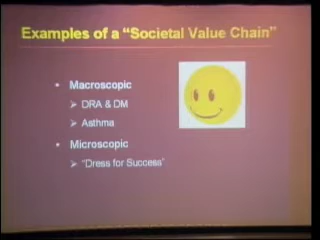 Examples of a “Societal Value Chain”
• Macroscopic
➢ DRA & DM
➢ Asthma
• Microscopic
➢ “Dress for Success”